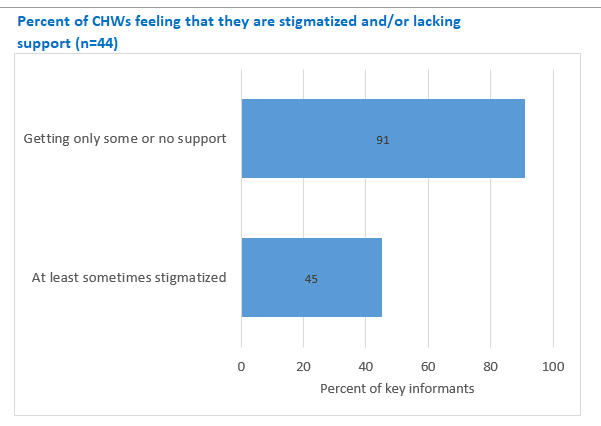 Percent of CHWs feeling that they are stigmatized and/or lacking
support (n=44)
Getting only some or no support
91
At least sometimes stigmatized
45
0 20 40 60 80 100
Percent of key informants